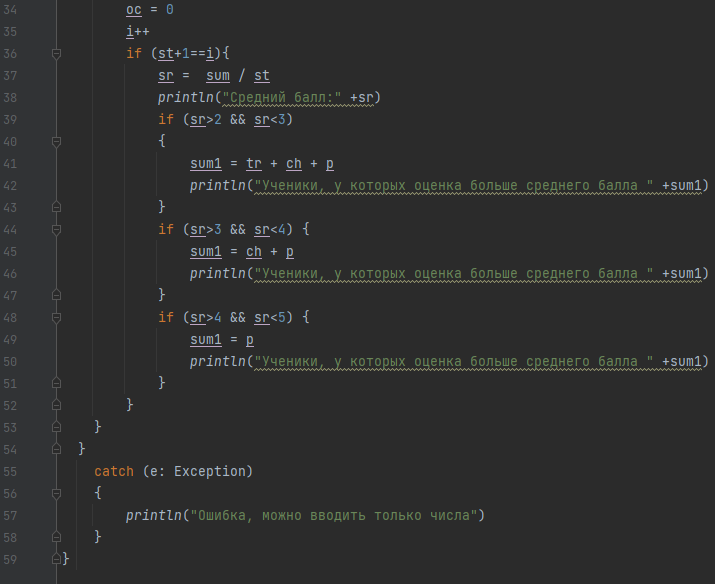 34 oc = 0
35 i++
36 if (st+1==i){
37 sr =  sum / st
38 println("Средний балл:" +sr)
39 if (sr>2 && sr<3)
40 {
41 sum1 = tr + ch + p
42 println("Ученики, у которых оценка больше среднего балла " +sum1)
43 }
44 if (sr>3 && sr<4) {
45 sum1 = ch + p
46 println("Ученики, у которых оценка больше среднего балла " +sum1)
47 }
48 if (sr>4 && sr<5) {
49 sum1 = p
50 println("Ученики, у которых оценка больше среднего балла " +sum1)
51 }
52 }
53 }
54 }
55 catch (e: Exception)
56 {
57 println("Ошибка, можно вводить только числа")
58 }
59 }